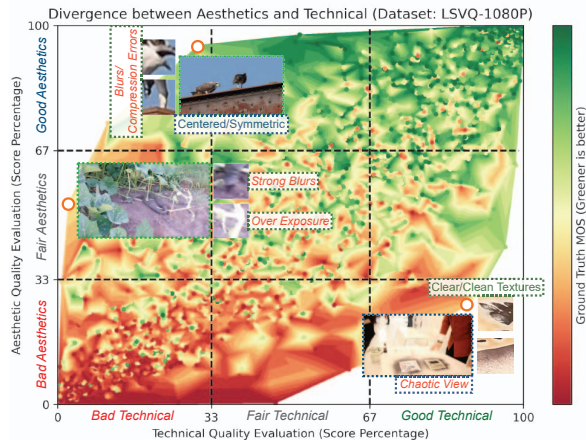 Divergence between Aesthetics and Technical (Dataset: LSVQ-1080P)
100
67
33
0
Aesthetic Quality Evaluation (Score Percentage)
Good Aesthetics
Fair Aesthetics
Bad Aesthetics
Blurs/
Compression Errors
Centered/Symmetric
Strong Blurs
Over Exposure
Clear/Clean Textures
Chaotic View
0
33
67
100
Bad Technical
Fair Technical
Good Technical
Technical Quality Evaluation (Score Percentage)
Ground Truth MOS (Greener is better)